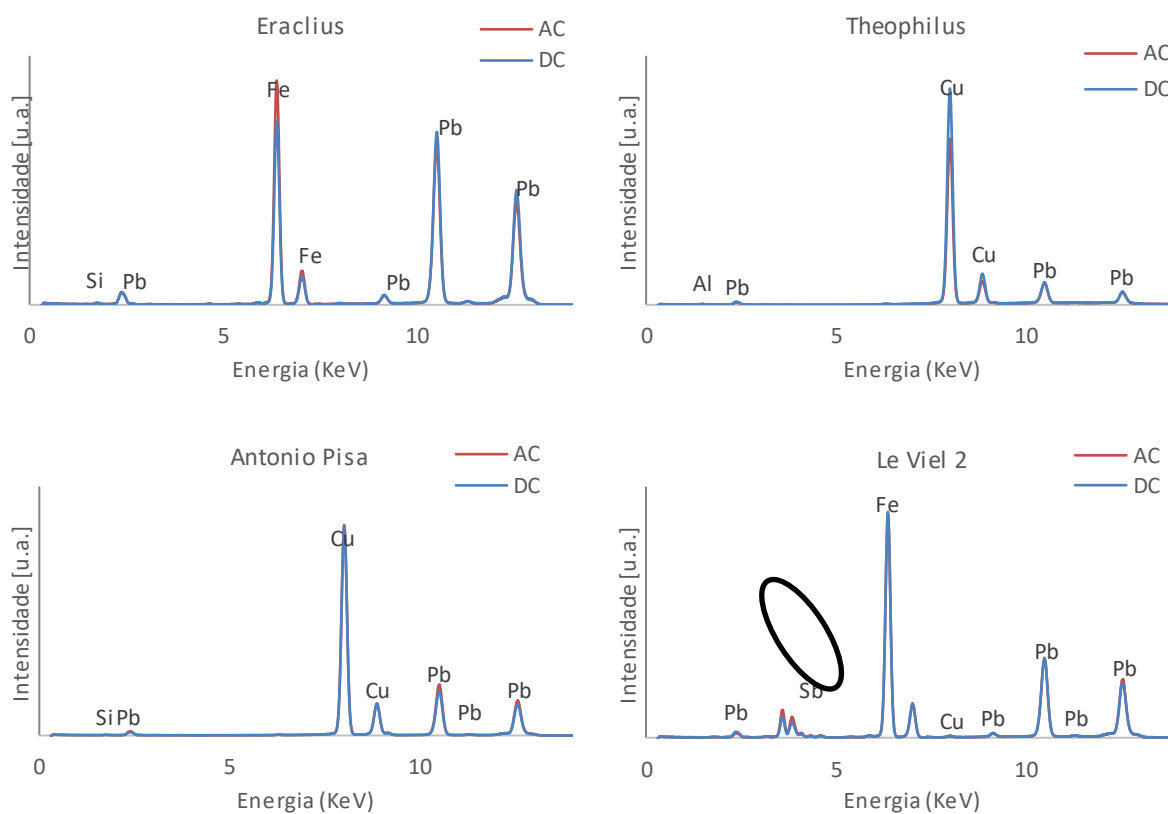 Eraclius
AC
DC
Intensidade [u.a.]
Fe
Pb
Pb
Fe
Si Pb
Pb
0 5 10
Energia (KeV)
Theophilus
AC
DC
Intensidade [u.a.]
Cu
Cu
Pb
Pb
Al Pb
0 5 10
Energia (KeV)
Antonio Pisa
AC
DC
Intensidade [u.a.]
Cu
Pb
Cu
Pb
Si Pb
Pb
0 5 10
Energia (KeV)
Le Viel 2
AC
DC
Intensidade [u.a.]
Fe
Sb
Pb
Pb
Pb
Cu
Pb
Pb
0 5 10
Energia (KeV)